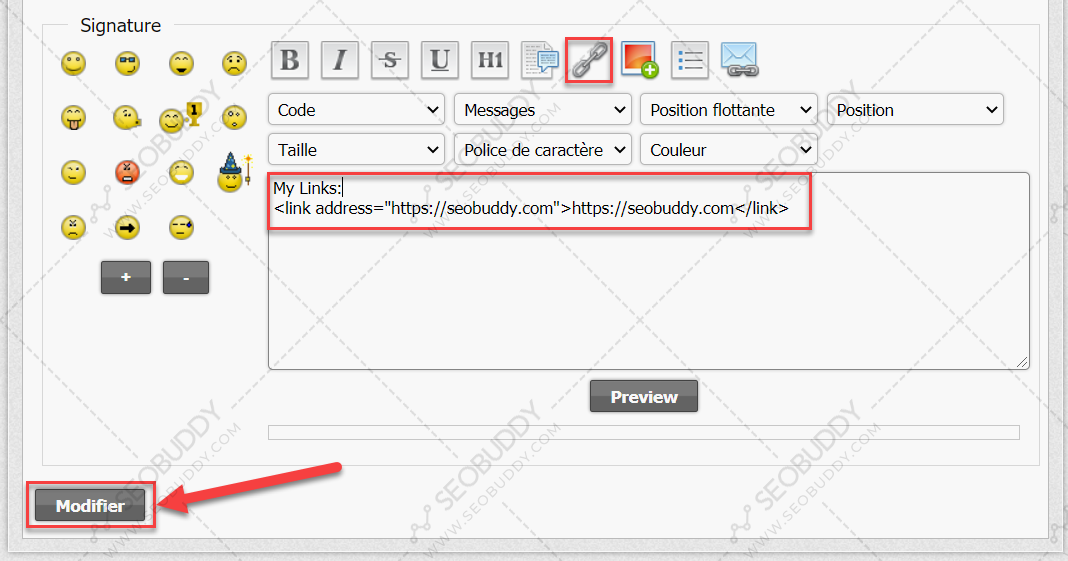 Signature
B I S U H1
Code Messages Position flottante Position
Taille Police de caractère Couleur
My Links:
<link address="https://seobuddy.com">https://seobuddy.com</link>
+ -
Preview
Modifier
SEOBUDDY
WWW.SEOBUDDY.COM